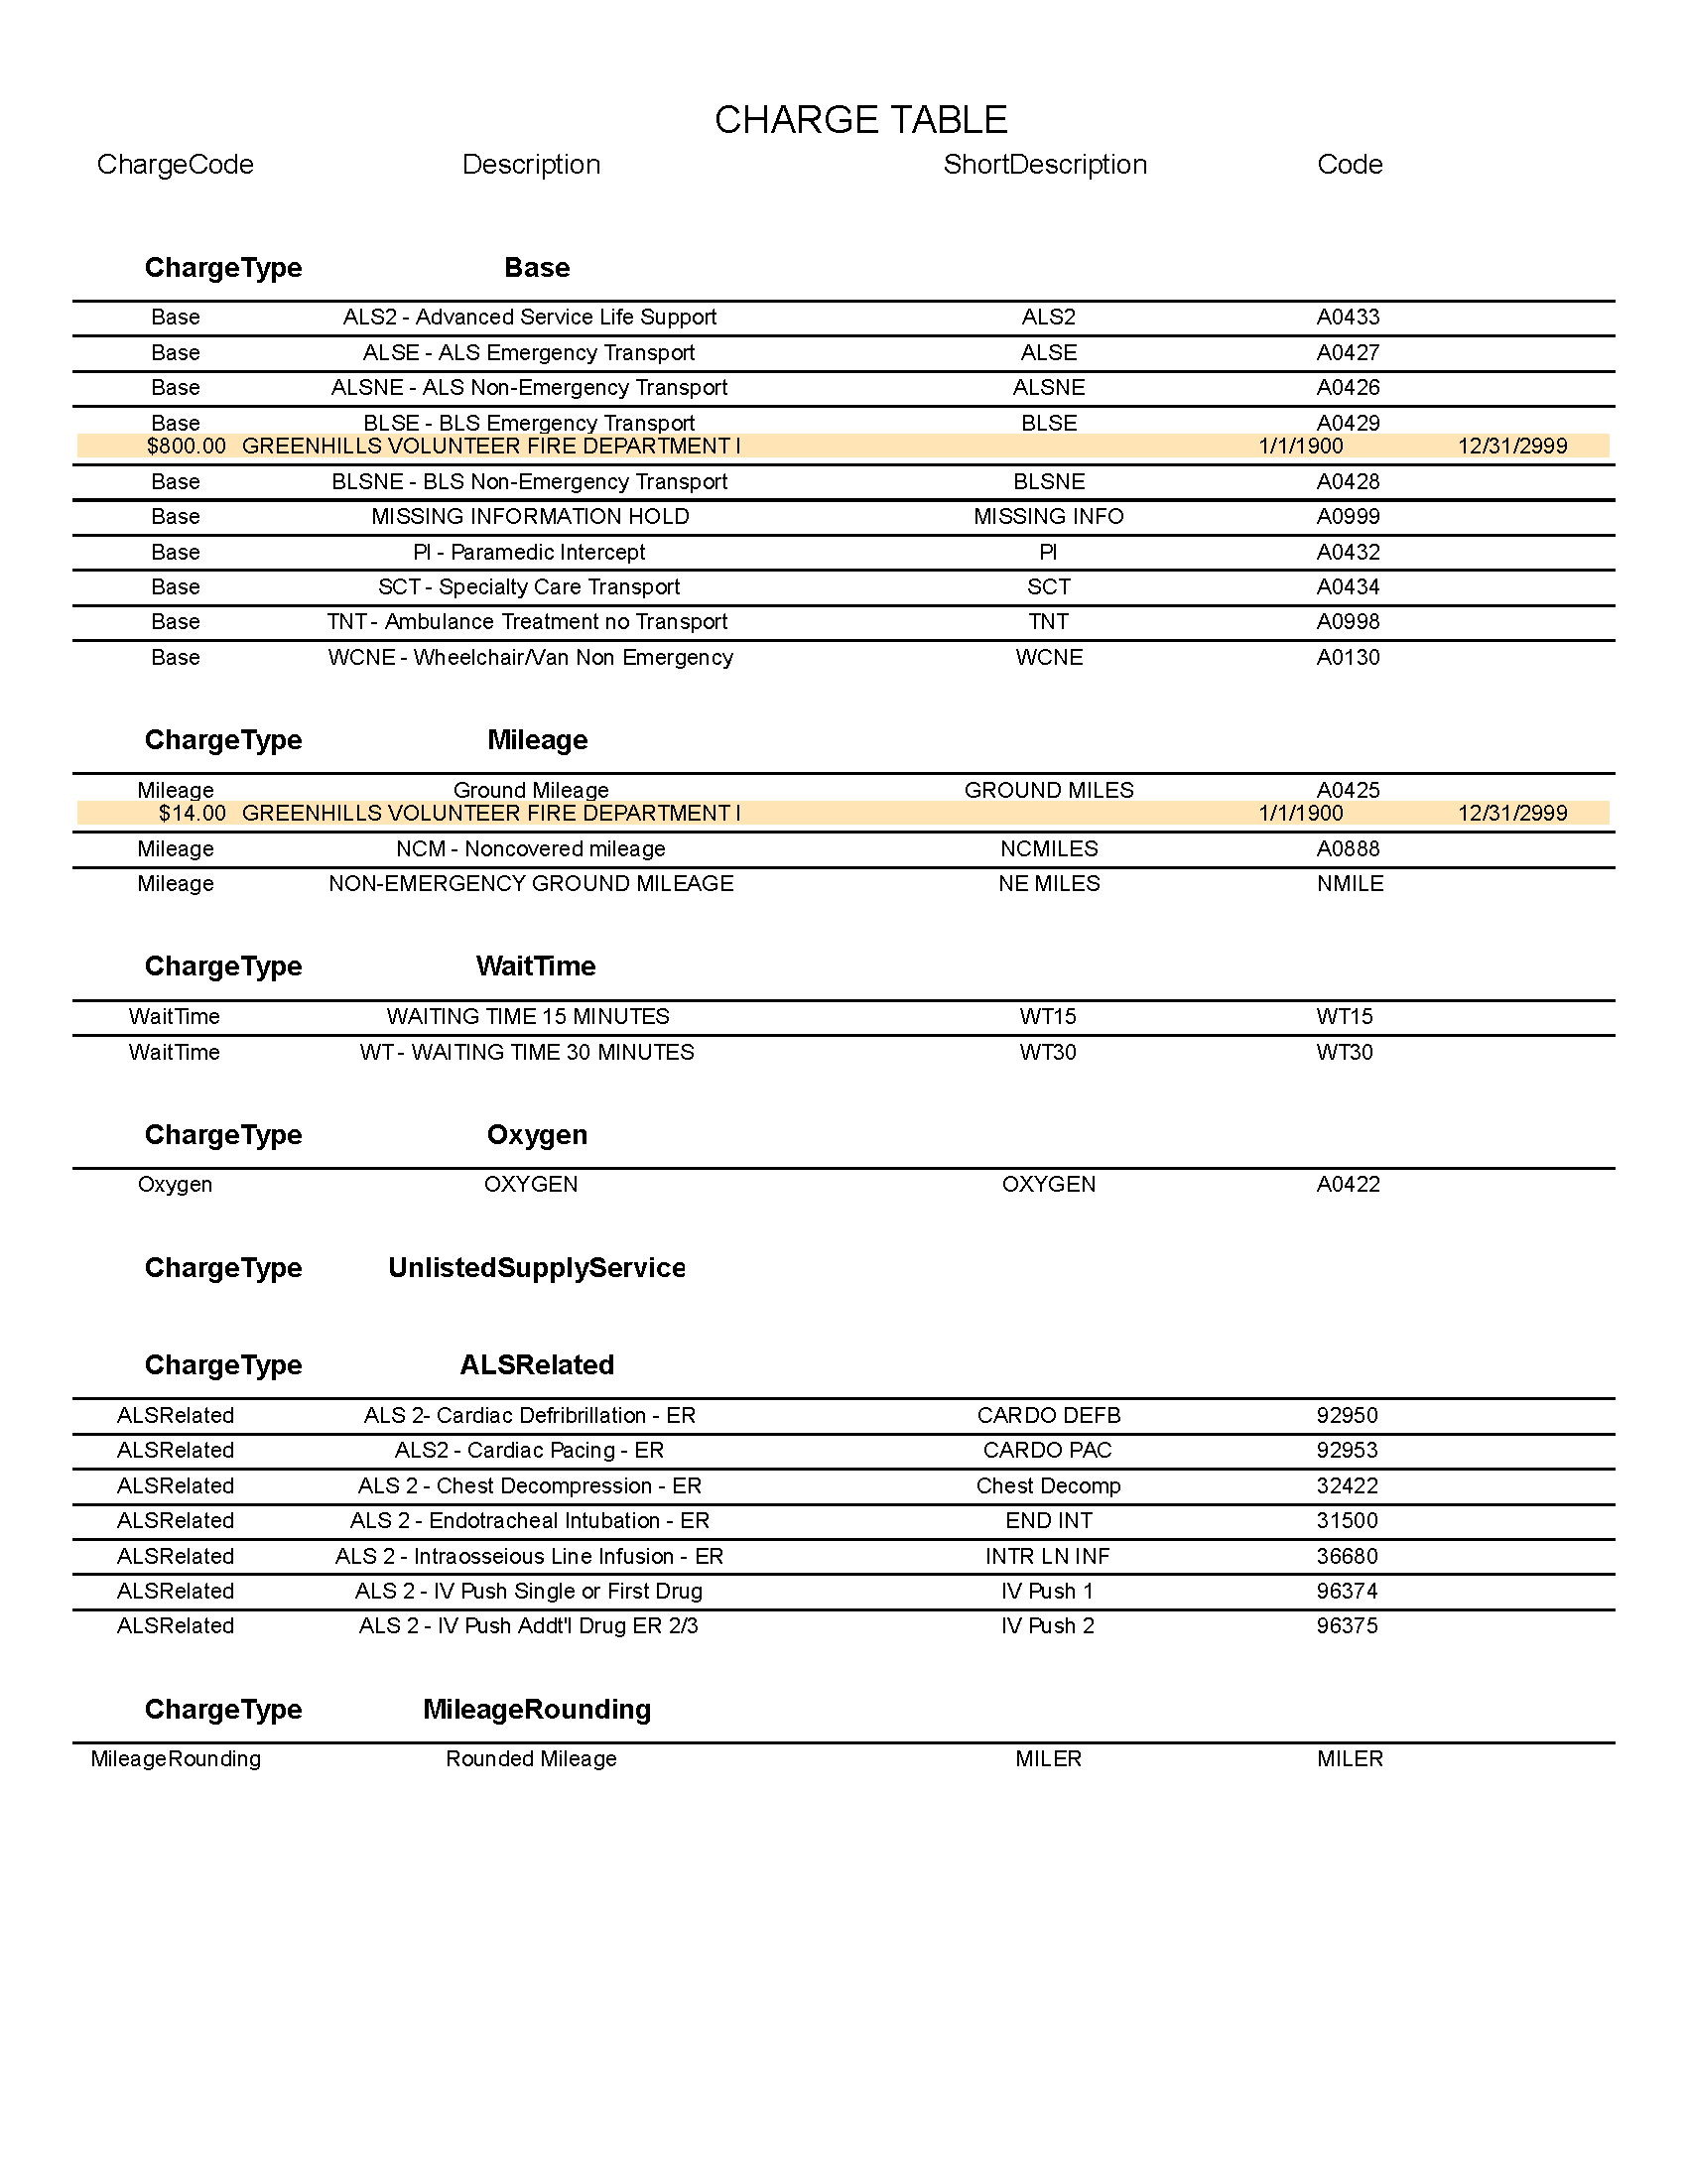 CHARGE TABLE
ChargeCode Description ShortDescription Code
ChargeType Base
Base ALS2 - Advanced Service Life Support ALS2 A0433
Base ALSE - ALS Emergency Transport ALSE A0427
Base ALSNE - ALS Non-Emergency Transport ALSNE A0426
Base BLSE - BLS Emergency Transport BLSE A0429
$800.00 GREENHILLS VOLUNTEER FIRE DEPARTMENT I 1/1/1900 12/31/2999
Base BLSNE - BLS Non-Emergency Transport BLSNE A0428
Base MISSING INFORMATION HOLD MISSING INFO A0999
Base PI - Paramedic Intercept PI A0432
Base SCT - Specialty Care Transport SCT A0434
Base TNT - Ambulance Treatment no Transport TNT A0998
Base WCNE - Wheelchair/Van Non Emergency WCNE A0130
ChargeType Mileage
Mileage Ground Mileage GROUND MILES A0425
$14.00 GREENHILLS VOLUNTEER FIRE DEPARTMENT I 1/1/1900 12/31/2999
Mileage NCM - Noncovered mileage NCMILES A0888
Mileage NON-EMERGENCY GROUND MILEAGE NE MILES NMILE
ChargeType WaitTime
WaitTime WAITING TIME 15 MINUTES WT15 WT15
WaitTime WT - WAITING TIME 30 MINUTES WT30 WT30
ChargeType Oxygen
Oxygen OXYGEN OXYGEN A0422
ChargeType UnlistedSupplyService
ChargeType ALSRelated
ALSRelated ALS 2- Cardiac Defribrillation - ER CARDO DEFB 92950
ALSRelated ALS2 - Cardiac Pacing - ER CARDO PAC 92953
ALSRelated ALS 2 - Chest Decompression - ER Chest Decomp 32422
ALSRelated ALS 2 - Endotracheal Intubation - ER END INT 31500
ALSRelated ALS 2 - Intraosseious Line Infusion - ER INTR LN INF 36680
ALSRelated ALS 2 - IV Push Single or First Drug IV Push 1 96374
ALSRelated ALS 2 - IV Push Addt'l Drug ER 2/3 IV Push 2 96375
ChargeType MileageRounding
MileageRounding Rounded Mileage MILER MILER